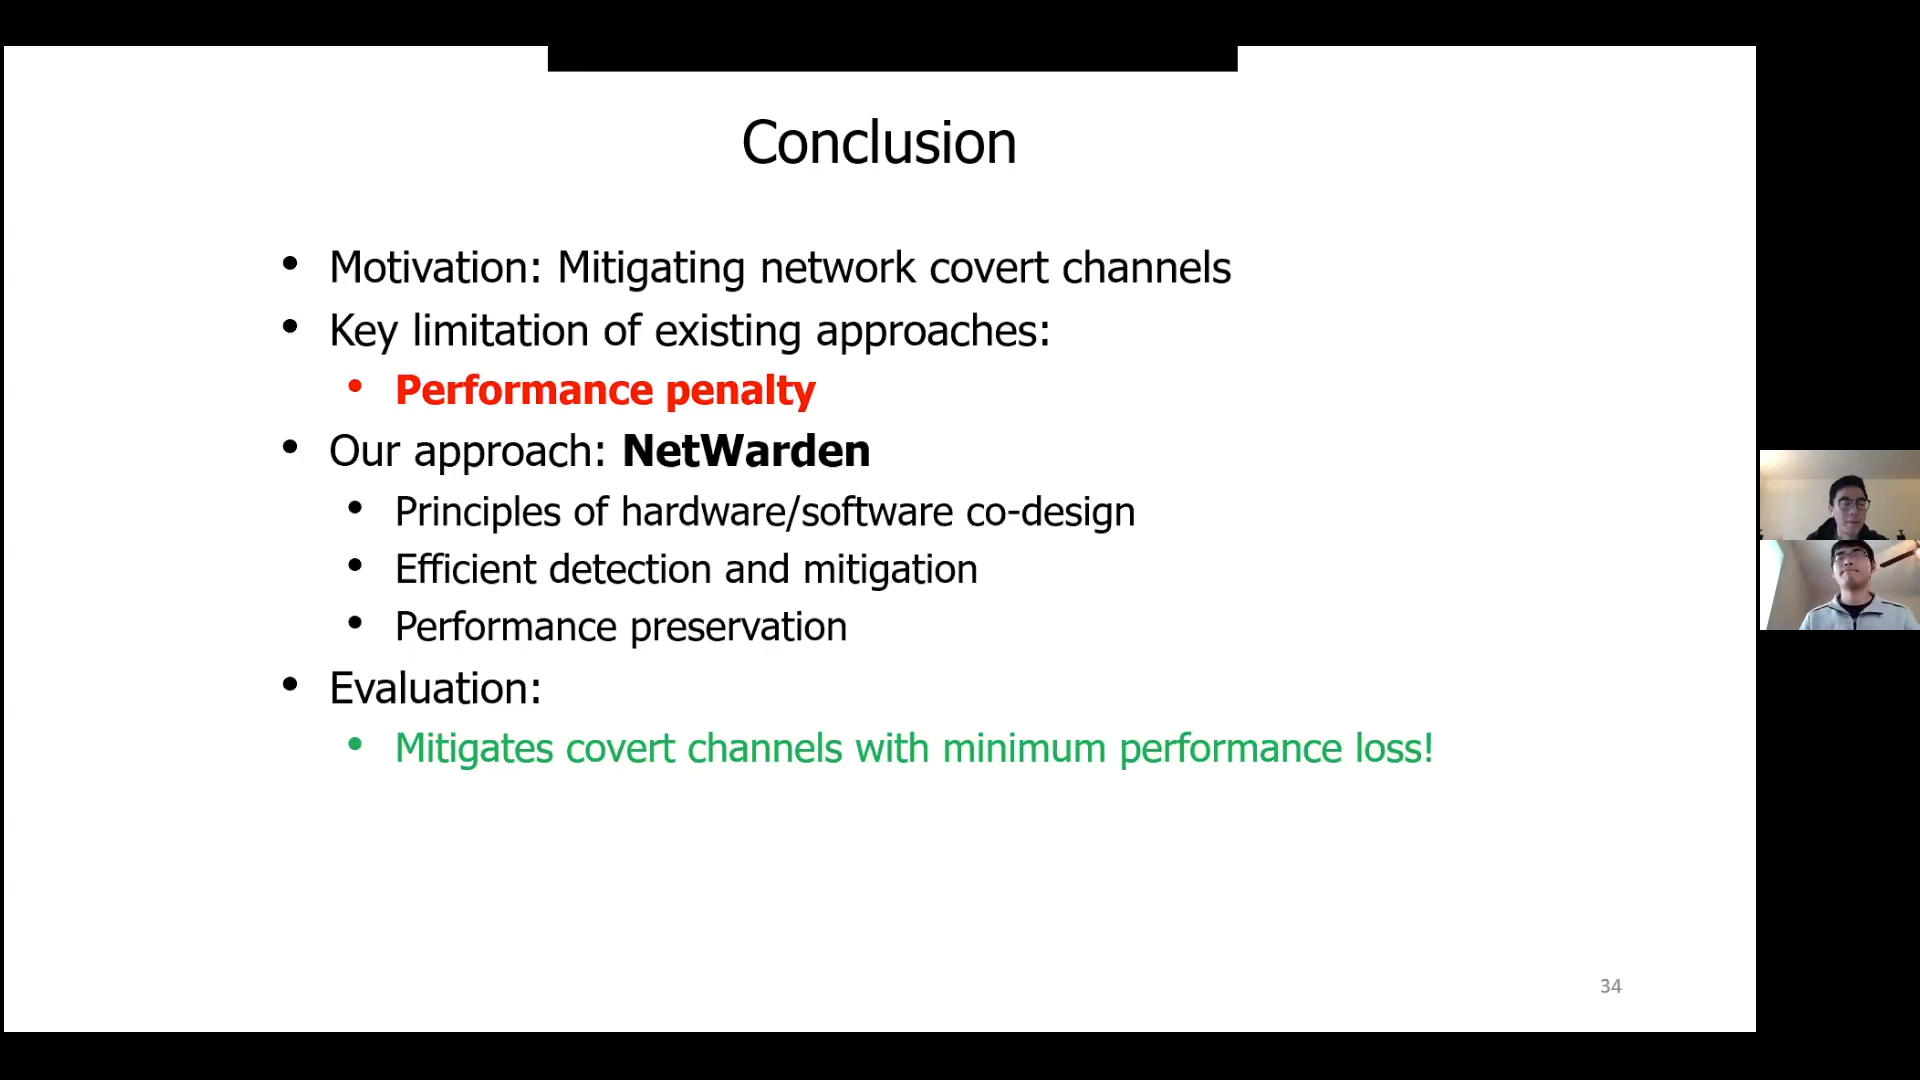 Conclusion
• Motivation: Mitigating network covert channels
• Key limitation of existing approaches:
• Performance penalty
• Our approach: NetWarden
• Principles of hardware/software co-design
• Efficient detection and mitigation
• Performance preservation
• Evaluation:
• Mitigates covert channels with minimum performance loss!
34